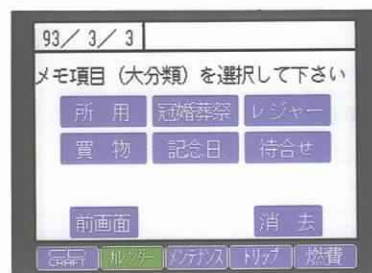 93/ 3/ 3
メモ項目（大分類）を選択して下さい
所 用 冠婚葬祭 レジャー
買 物 記念日 待合せ
前画面 消 去
カレンダー メンテナンス トリップ 燃費